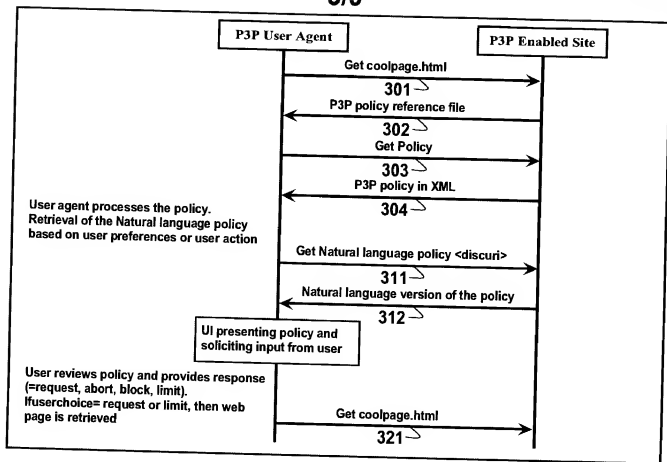 P3P User Agent
P3P Enabled Site
Get coolpage.html
301
P3P policy reference file
302
Get Policy
303
P3P policy in XML
304
User agent processes the policy.
Retrieval of the Natural language policy
based on user preferences or user action
Get Natural language policy <discuri>
311
Natural language version of the policy
312
UI presenting policy and
soliciting input from user
User reviews policy and provides response
(=request, abort, block, limit).
Ifuserchoice= request or limit, then web
page is retrieved
Get coolpage.html
321